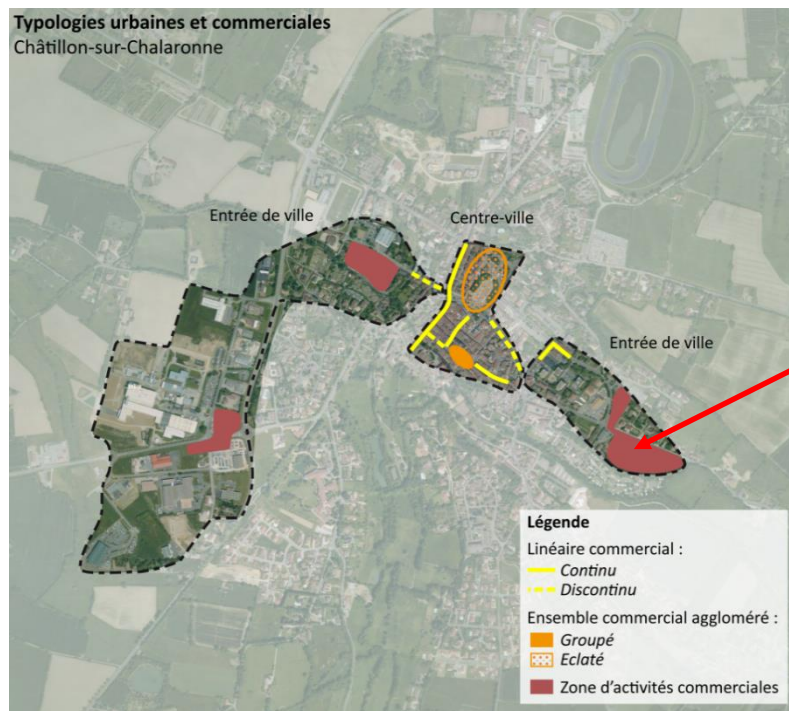 Typologies urbaines et commerciales
Châtillon-sur-Chalaronne
Entrée de ville
Centre-ville
Entrée de ville
Légende
Linéaire commercial :
Continu
Discontinu
Ensemble commercial aggloméré :
Groupé
Eclaté
Zone d'activités commerciales